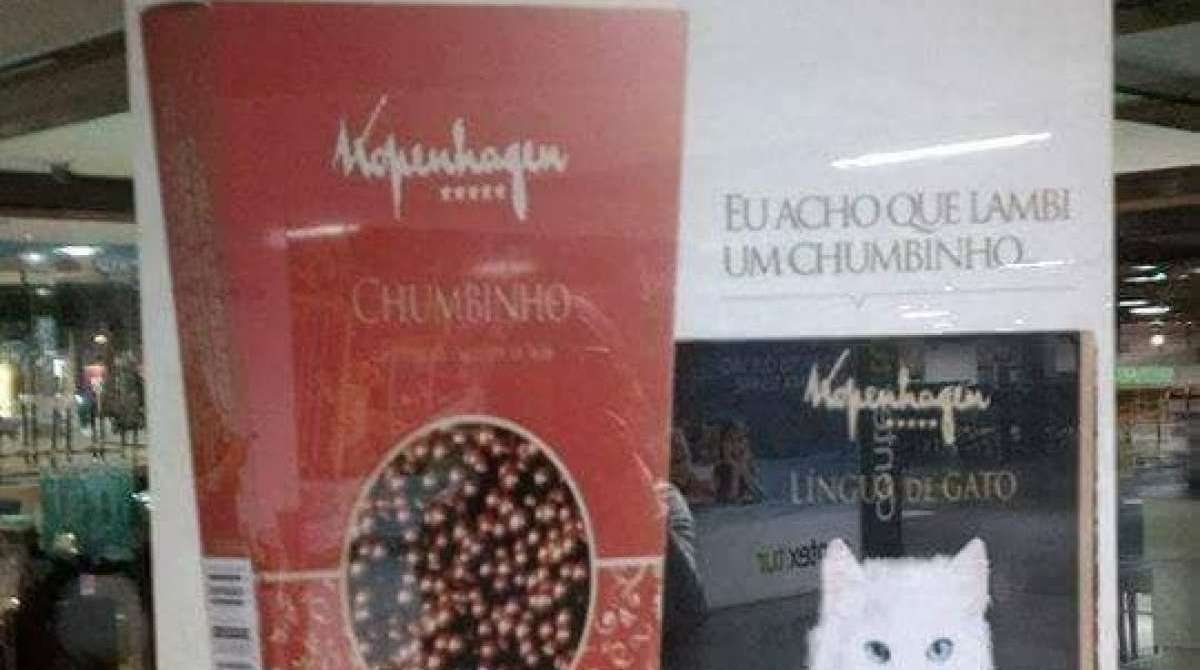 Kopenhagen
CHUMBINHO
EU ACHO QUE LAMBI
UM CHUMBINHO
Kopenhagen
LÍNGUA DE GATO